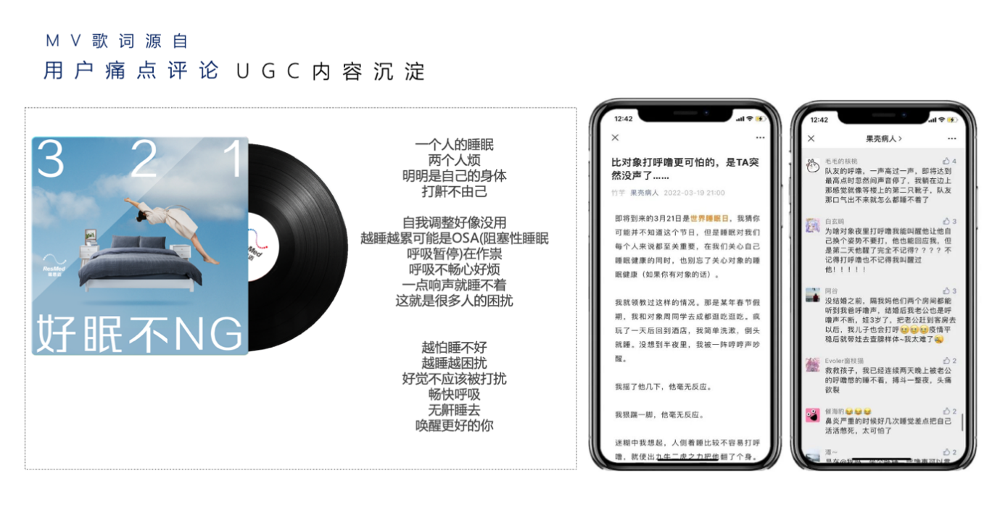 MV歌词源自
用户痛点评论 UGC内容沉淀
3 2 1
ResMed
好眠不NG
一个人的睡眠
两个人烦
明明是自己的身体
打鼾不由己
自我调整好像没用
越睡越累可能是OSA(阻塞性睡眠
呼吸暂停)在作祟
呼吸不畅心好烦
一点响声就睡不着
这就是很多人的困扰
越怕睡不好
越睡越困扰
好觉不应该被打扰
畅快呼吸
无鼾睡去
唤醒更好的你
12:42
比对象打呼噜更可怕的，是TA突
然没声了......
竹芋 果壳病人 2022-03-19 21:00
即将到来的3月21日是世界睡眠日，我猜你
可能并不知道这个节日，但是睡眠对我们
每个人来说都至关重要，在我们关心自己
睡眠健康的同时，也别忘了关心对象的睡
眠健康（如果你有对象的话）。
我就领教过这样的情况。那是某年春节假
期，我和对象周同学去成都逛吃逛吃。疯
玩了一天后回到酒店，我简单洗漱，倒头
就睡。没想到半夜里，我被一阵哼哼声吵
醒。
我摇了他几下，他毫无反应。
我狠踹一脚，他毫无反应。
迷糊中我想起，人侧着睡比较不容易打呼
噜，就使出九牛二虎之力把他翻了个身。
12:42
果壳病人
毛毛的核桃 4
队友的呼噜，一声高过一声，即将达到
最高点时忽然间声音停了，我躺在边上
那感觉就像等楼上的第二只靴子，队友
那口气出不来就怎么都睡不着了
白玄鸥 3
为啥对象夜里打呼噜我能叫醒他让他自
己换个姿势不要打，他也能回应我，但
是第二天他醒了完全不记得？？？？不
记得打呼噜也不记得我叫醒过
他！！！！！
阿谷 3
没结婚之前，隔我妈他们两个房间都能
听到我爸呼噜声，结婚后我老公也是呼
噜声不断，娃3岁了，把老公赶到客房去
以后，我儿子也会打呼😂😂😂疫情平
稳后就带娃去查腺样体~我太难了
Evoler窗枝猫 2
救救孩子，我已经连续两天晚上被老公
的呼噜憋的睡不着，搏斗一整夜，头痛
欲裂
催海豹😂😂😂 2
鼻炎严重的时候好几次睡觉差点把自己
活活憋死，太可怕了
潭~ 2